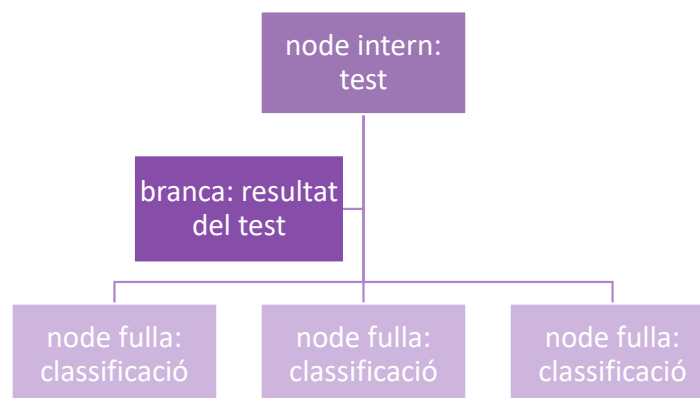 node intern:
test
branca: resultat
del test
node fulla:
classificació
node fulla:
classificació
node fulla:
classificació